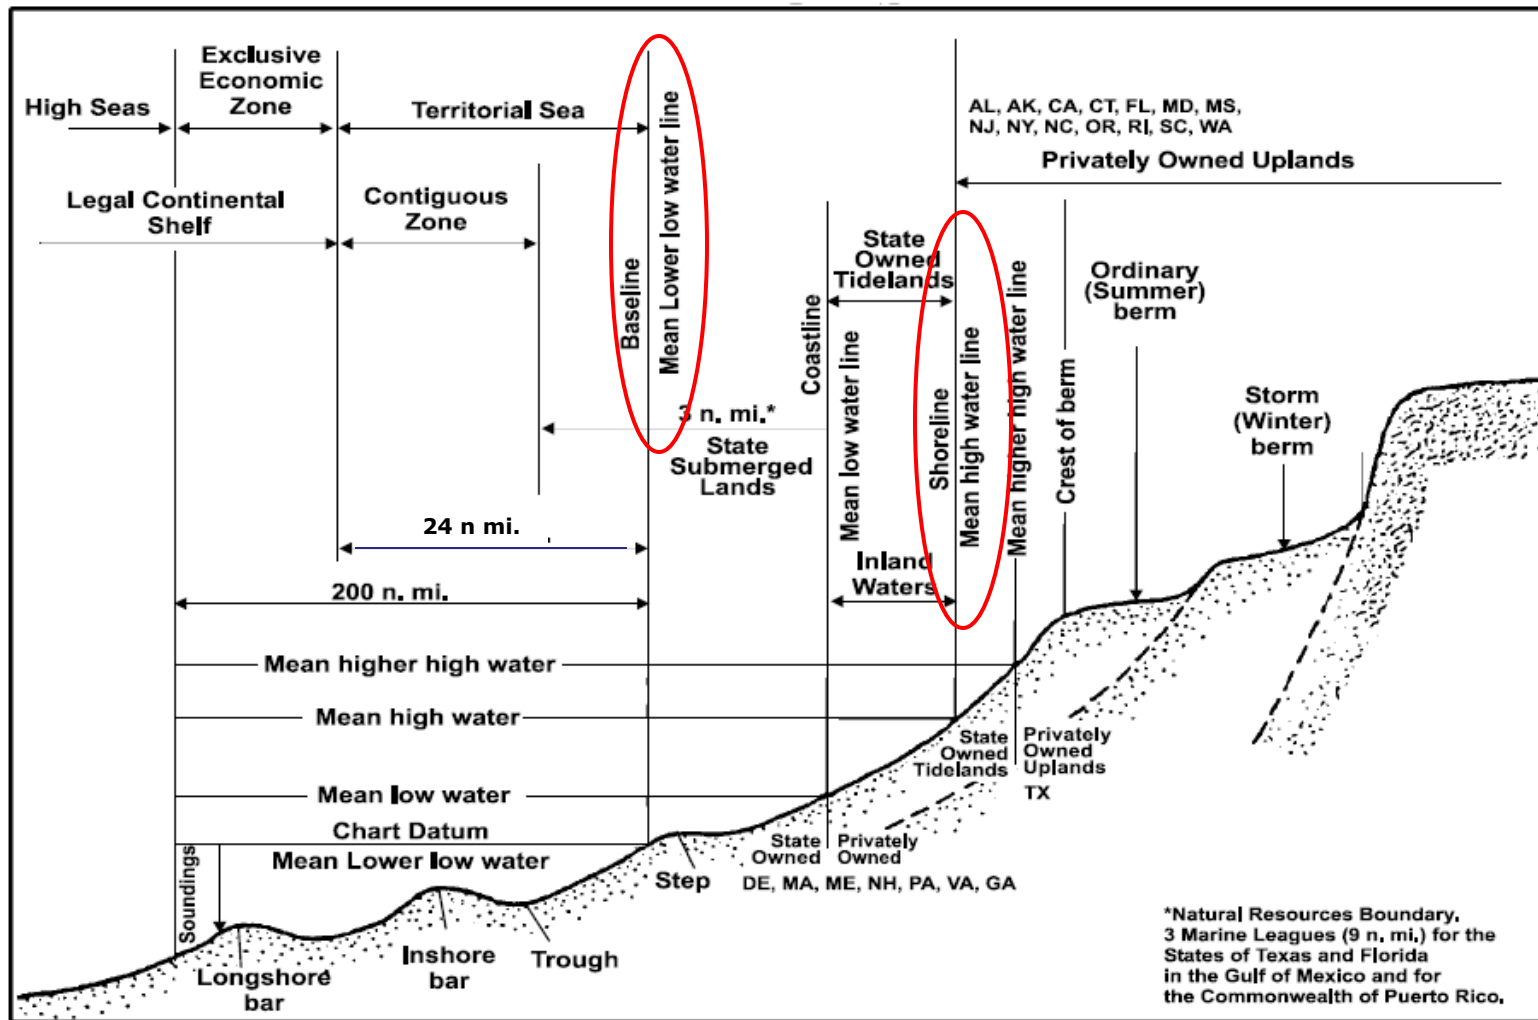 Exclusive
Economic
Zone
High Seas
Territorial Sea
Legal Continental
Shelf
Contiguous
Zone
Baseline
Mean Lower low water line
AL, AK, CA, CT, FL, MD, MS,
NJ, NY, NC, OR, RI, SC, WA
Privately Owned Uplands
State
Owned
Tidelands
Coastline
Mean low water line
Shoreline
Mean high water line
Mean higher high water line
Crest of berm
Ordinary
(Summer)
berm
Storm
(Winter)
berm
3 n. mi.*
State
Submerged
Lands
24 n mi.
200 n. mi.
Inland
Waters
Mean higher high water
Mean high water
Mean low water
Chart Datum
Mean Lower low water
Soundings
State
Owned
Tidelands
Privately
Owned
Uplands
TX
State
Owned
Privately
Owned
DE, MA, ME, NH, PA, VA, GA
Step
Trough
Inshore
bar
Longshore
bar
*Natural Resources Boundary,
3 Marine Leagues (9 n. mi.) for the
States of Texas and Florida
in the Gulf of Mexico and for
the Commonwealth of Puerto Rico.